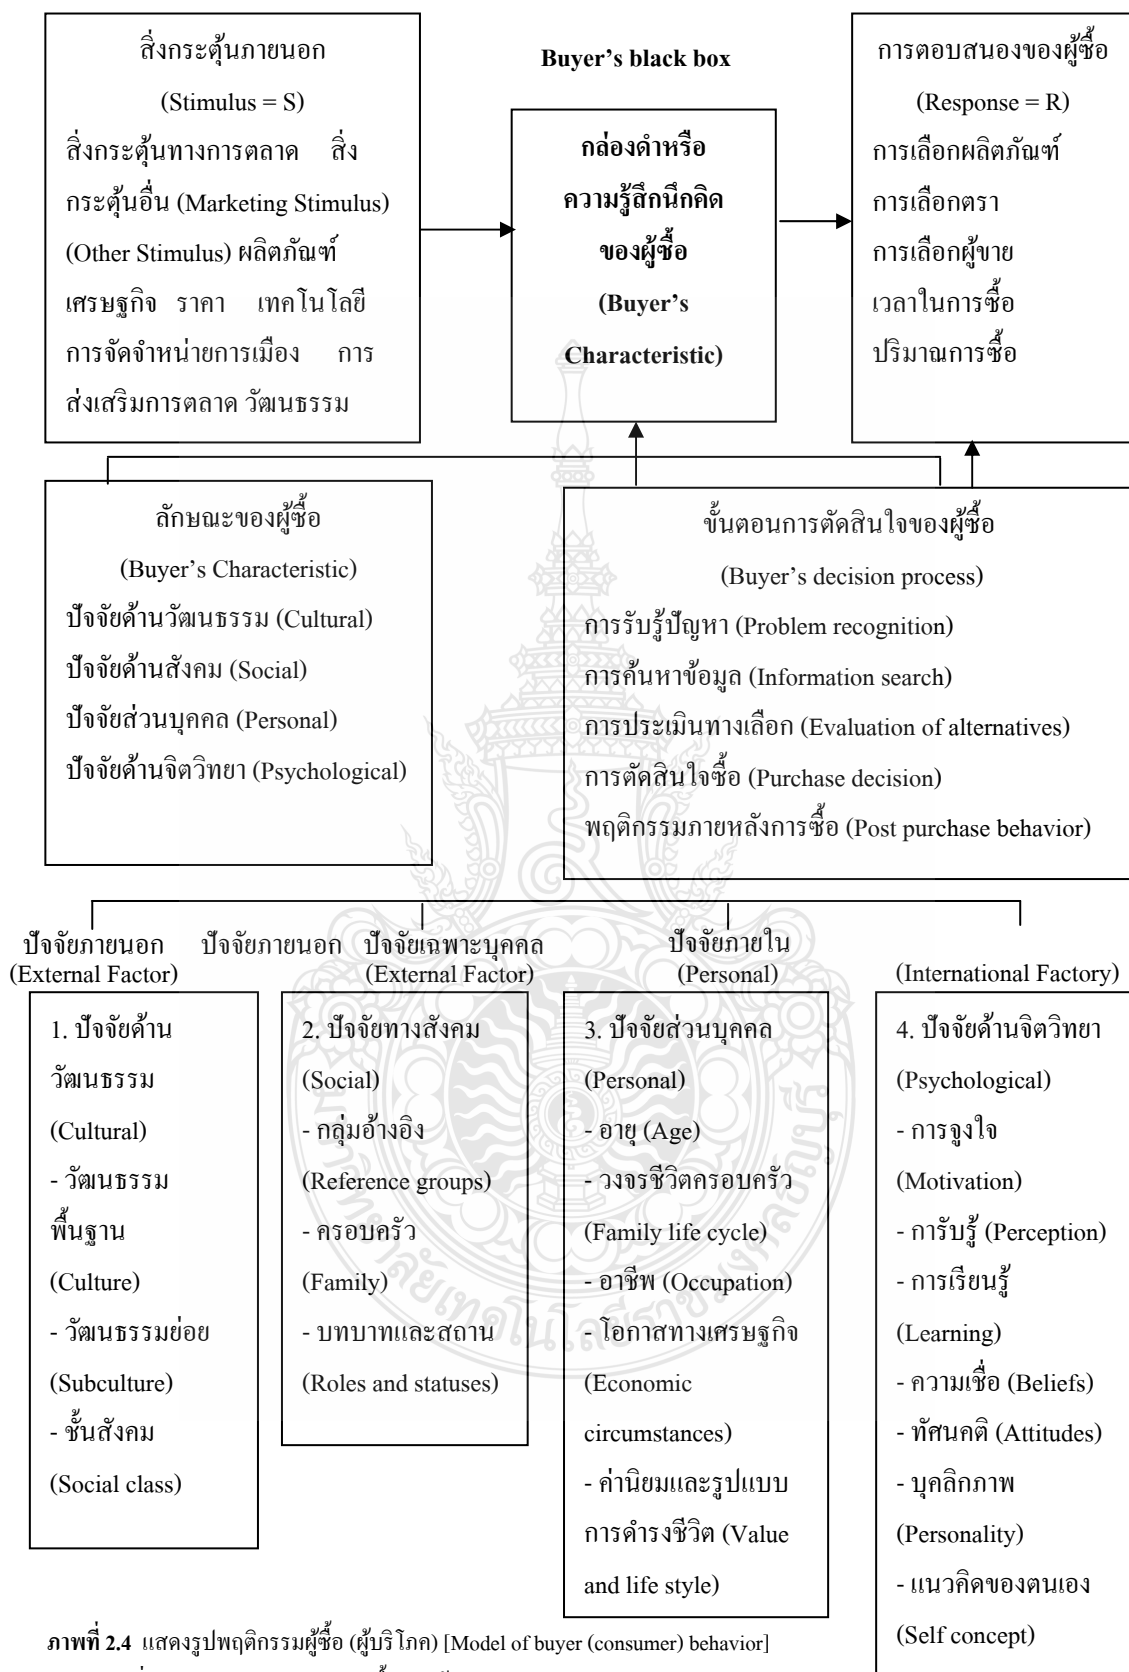 สิ่งกระตุ้นภายนอก
(Stimulus = S)
สิ่งกระตุ้นทางการตลาด สิ่ง
กระตุ้นอื่น (Marketing Stimulus)
(Other Stimulus) ผลิตภัณฑ์
เศรษฐกิจ ราคา เทคโนโลยี
การจัดจำหน่ายการเมือง การ
ส่งเสริมการตลาด วัฒนธรรม
Buyer's black box
กล่องดำหรือ
ความรู้สึกนึกคิด
ของผู้ซื้อ
(Buyer's
Characteristic)
การตอบสนองของผู้ซื้อ
(Response = R)
การเลือกผลิตภัณฑ์
การเลือกตรา
การเลือกผู้ขาย
เวลาในการซื้อ
ปริมาณการซื้อ
ลักษณะของผู้ซื้อ
(Buyer's Characteristic)
ปัจจัยด้านวัฒนธรรม (Cultural)
ปัจจัยด้านสังคม (Social)
ปัจจัยส่วนบุคคล (Personal)
ปัจจัยด้านจิตวิทยา (Psychological)
ขั้นตอนการตัดสินใจของผู้ซื้อ
(Buyer's decision process)
การรับรู้ปัญหา (Problem recognition)
การค้นหาข้อมูล (Information search)
การประเมินทางเลือก (Evaluation of alternatives)
การตัดสินใจซื้อ (Purchase decision)
พฤติกรรมภายหลังการซื้อ (Post purchase behavior)
ปัจจัยภายนอก ปัจจัยภายนอก ปัจจัยเฉพาะบุคคล ปัจจัยภายใน
(External Factor) (External Factor) (Personal) (International Factory)
1. ปัจจัยด้าน
วัฒนธรรม
(Cultural)
- วัฒนธรรม
พื้นฐาน
(Culture)
- วัฒนธรรมย่อย
(Subculture)
- ชั้นสังคม
(Social class)
2. ปัจจัยทางสังคม
(Social)
- กลุ่มอ้างอิง
(Reference groups)
- ครอบครัว
(Family)
- บทบาทและสถาน
(Roles and statuses)
3. ปัจจัยส่วนบุคคล
(Personal)
- อายุ (Age)
- วงจรชีวิตครอบครัว
(Family life cycle)
- อาชีพ (Occupation)
- โอกาสทางเศรษฐกิจ
(Economic
circumstances)
- ค่านิยมและรูปแบบ
การดำรงชีวิต (Value
and life style)
4. ปัจจัยด้านจิตวิทยา
(Psychological)
- การจูงใจ
(Motivation)
- การับรู้ (Perception)
- การเรียนรู้
(Learning)
- ความเชื่อ (Beliefs)
- ทัศนคติ (Attitudes)
- บุคลิกภาพ
(Personality)
- แนวคิดของตนเอง
(Self concept)
ภาพที่ 2.4 แสดงรูปพฤติกรรมผู้ซื้อ (ผู้บริโภค) [Model of buyer (consumer) behavior]